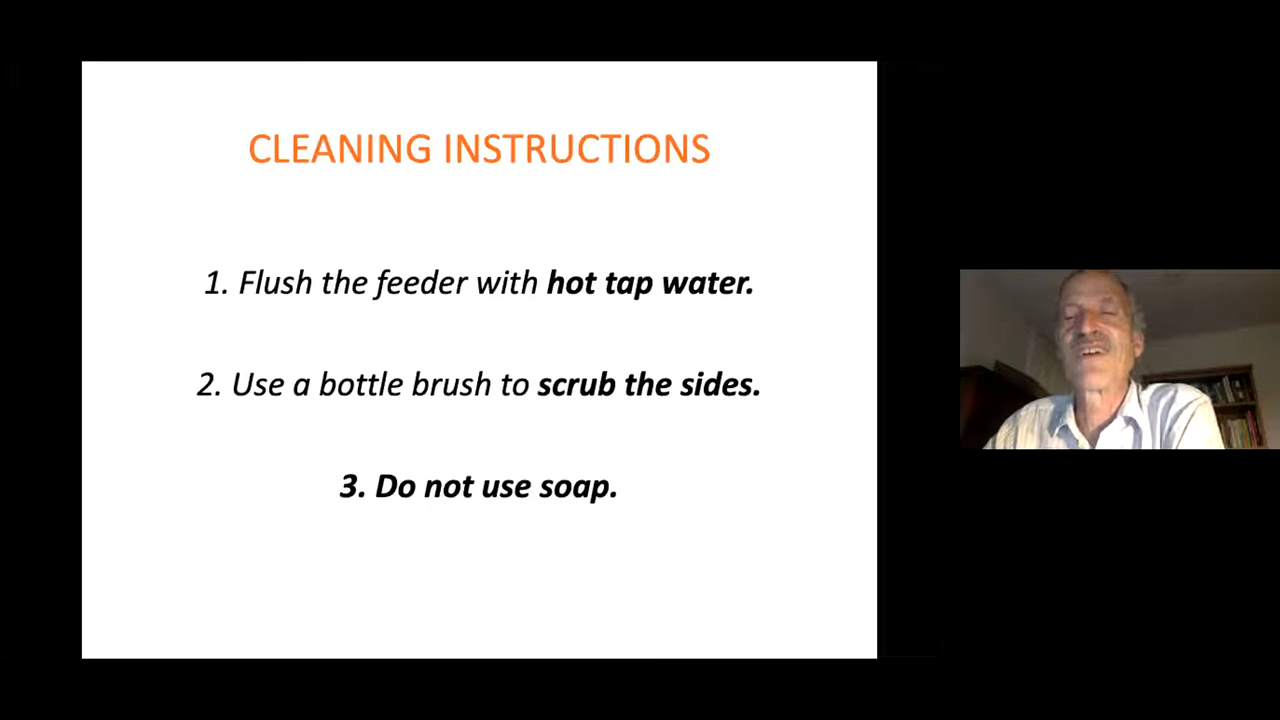 CLEANING INSTRUCTIONS
1. Flush the feeder with hot tap water.
2. Use a bottle brush to scrub the sides.
3. Do not use soap.